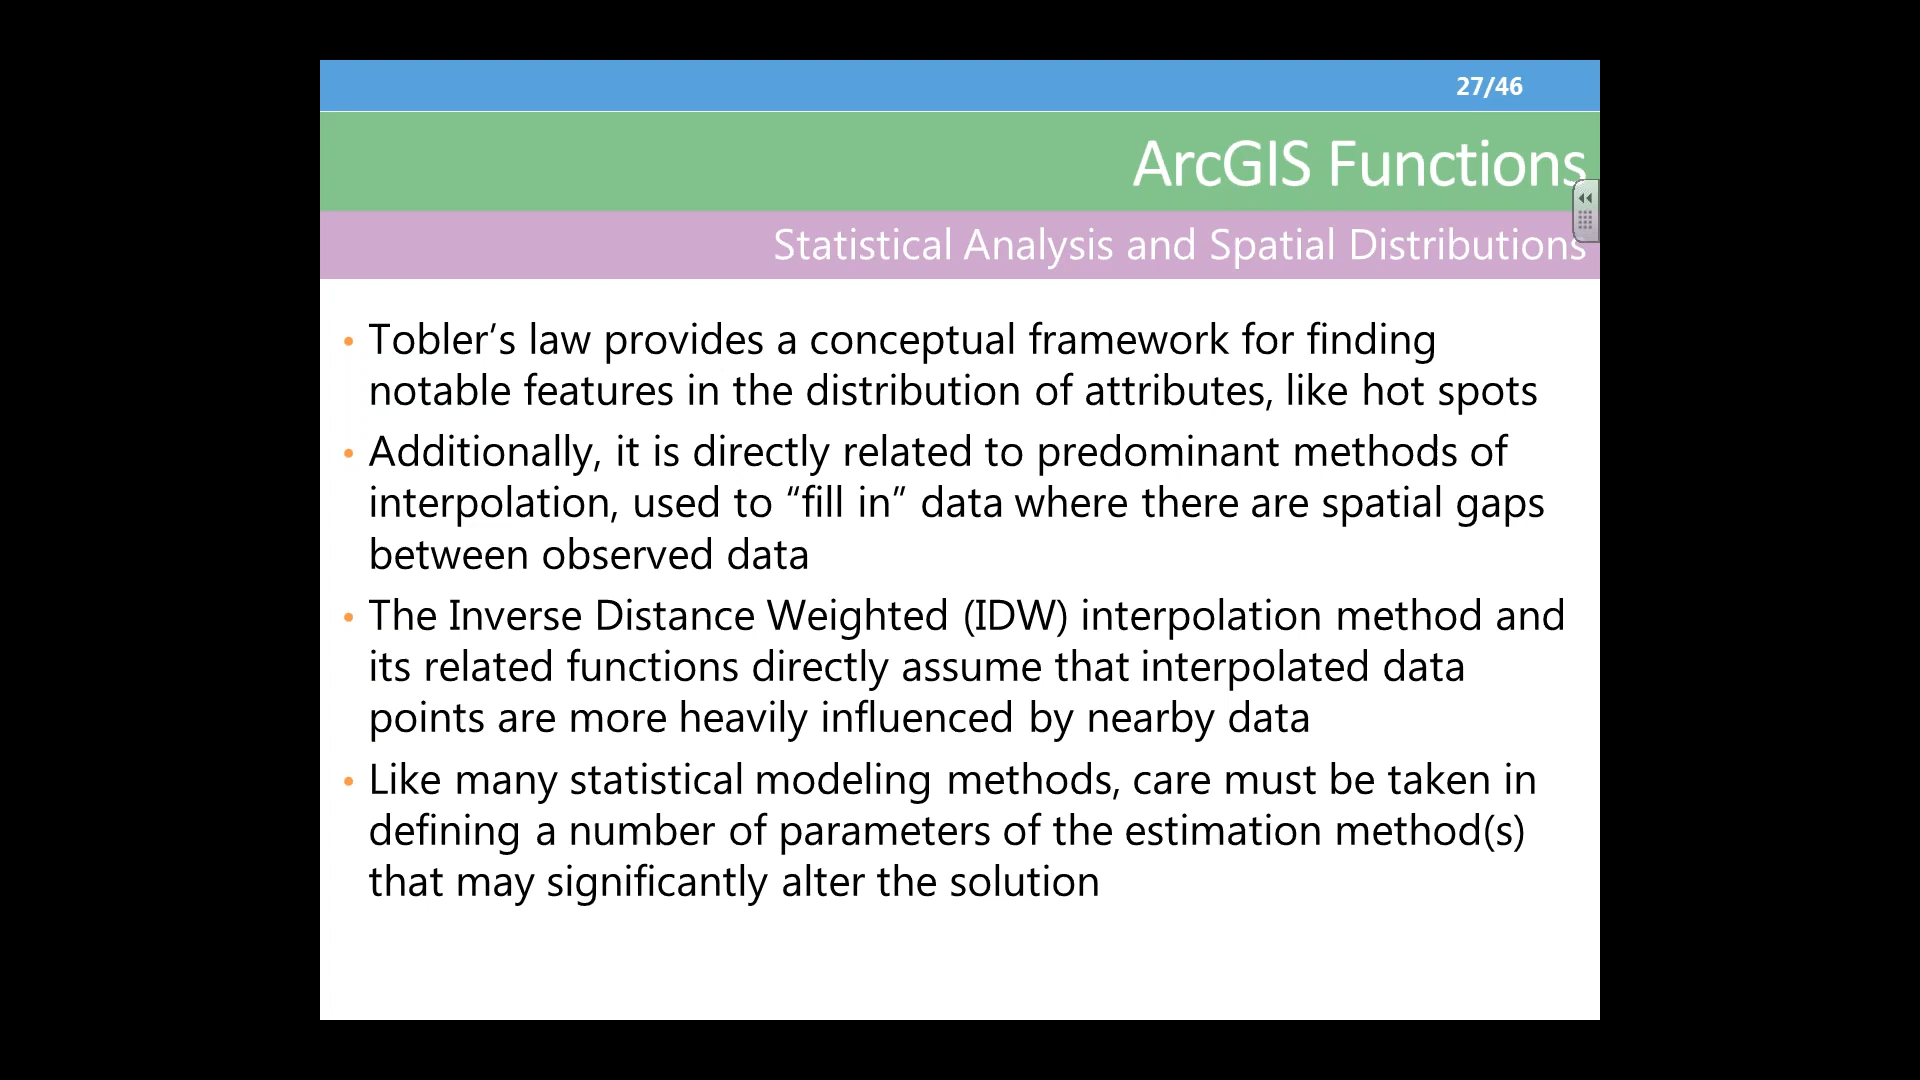 27/46
ArcGIS Functions
Statistical Analysis and Spatial Distributions
• Tobler’s law provides a conceptual framework for finding
notable features in the distribution of attributes, like hot spots
• Additionally, it is directly related to predominant methods of
interpolation, used to “fill in” data where there are spatial gaps
between observed data
• The Inverse Distance Weighted (IDW) interpolation method and
its related functions directly assume that interpolated data
points are more heavily influenced by nearby data
• Like many statistical modeling methods, care must be taken in
defining a number of parameters of the estimation method(s)
that may significantly alter the solution